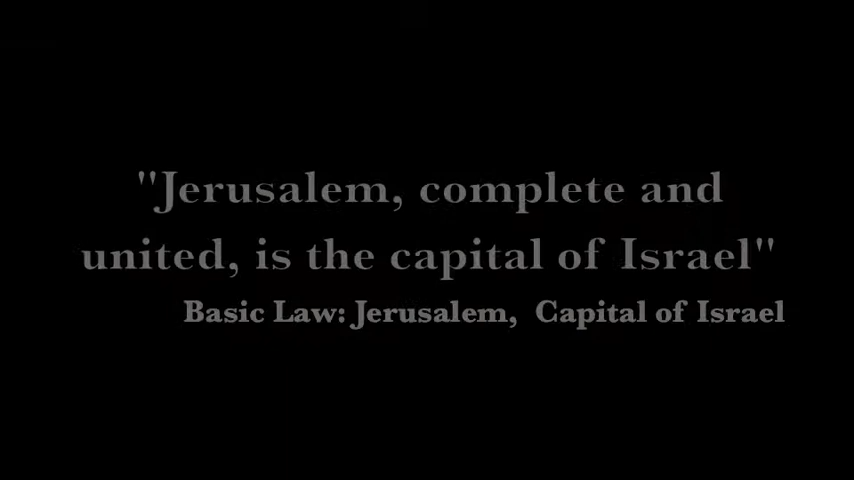 "Jerusalem, complete and
united, is the capital of Israel"
Basic Law: Jerusalem, Capital of Israel